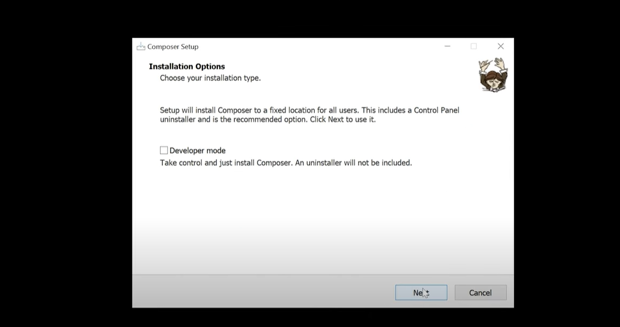 Composer Setup
Installation Options
Choose your installation type.
Setup will install Composer to a fixed location for all users. This includes a Control Panel
uninstaller and is the recommended option. Click Next to use it.
Developer mode
Take control and just install Composer. An uninstaller will not be included.
Next
Cancel